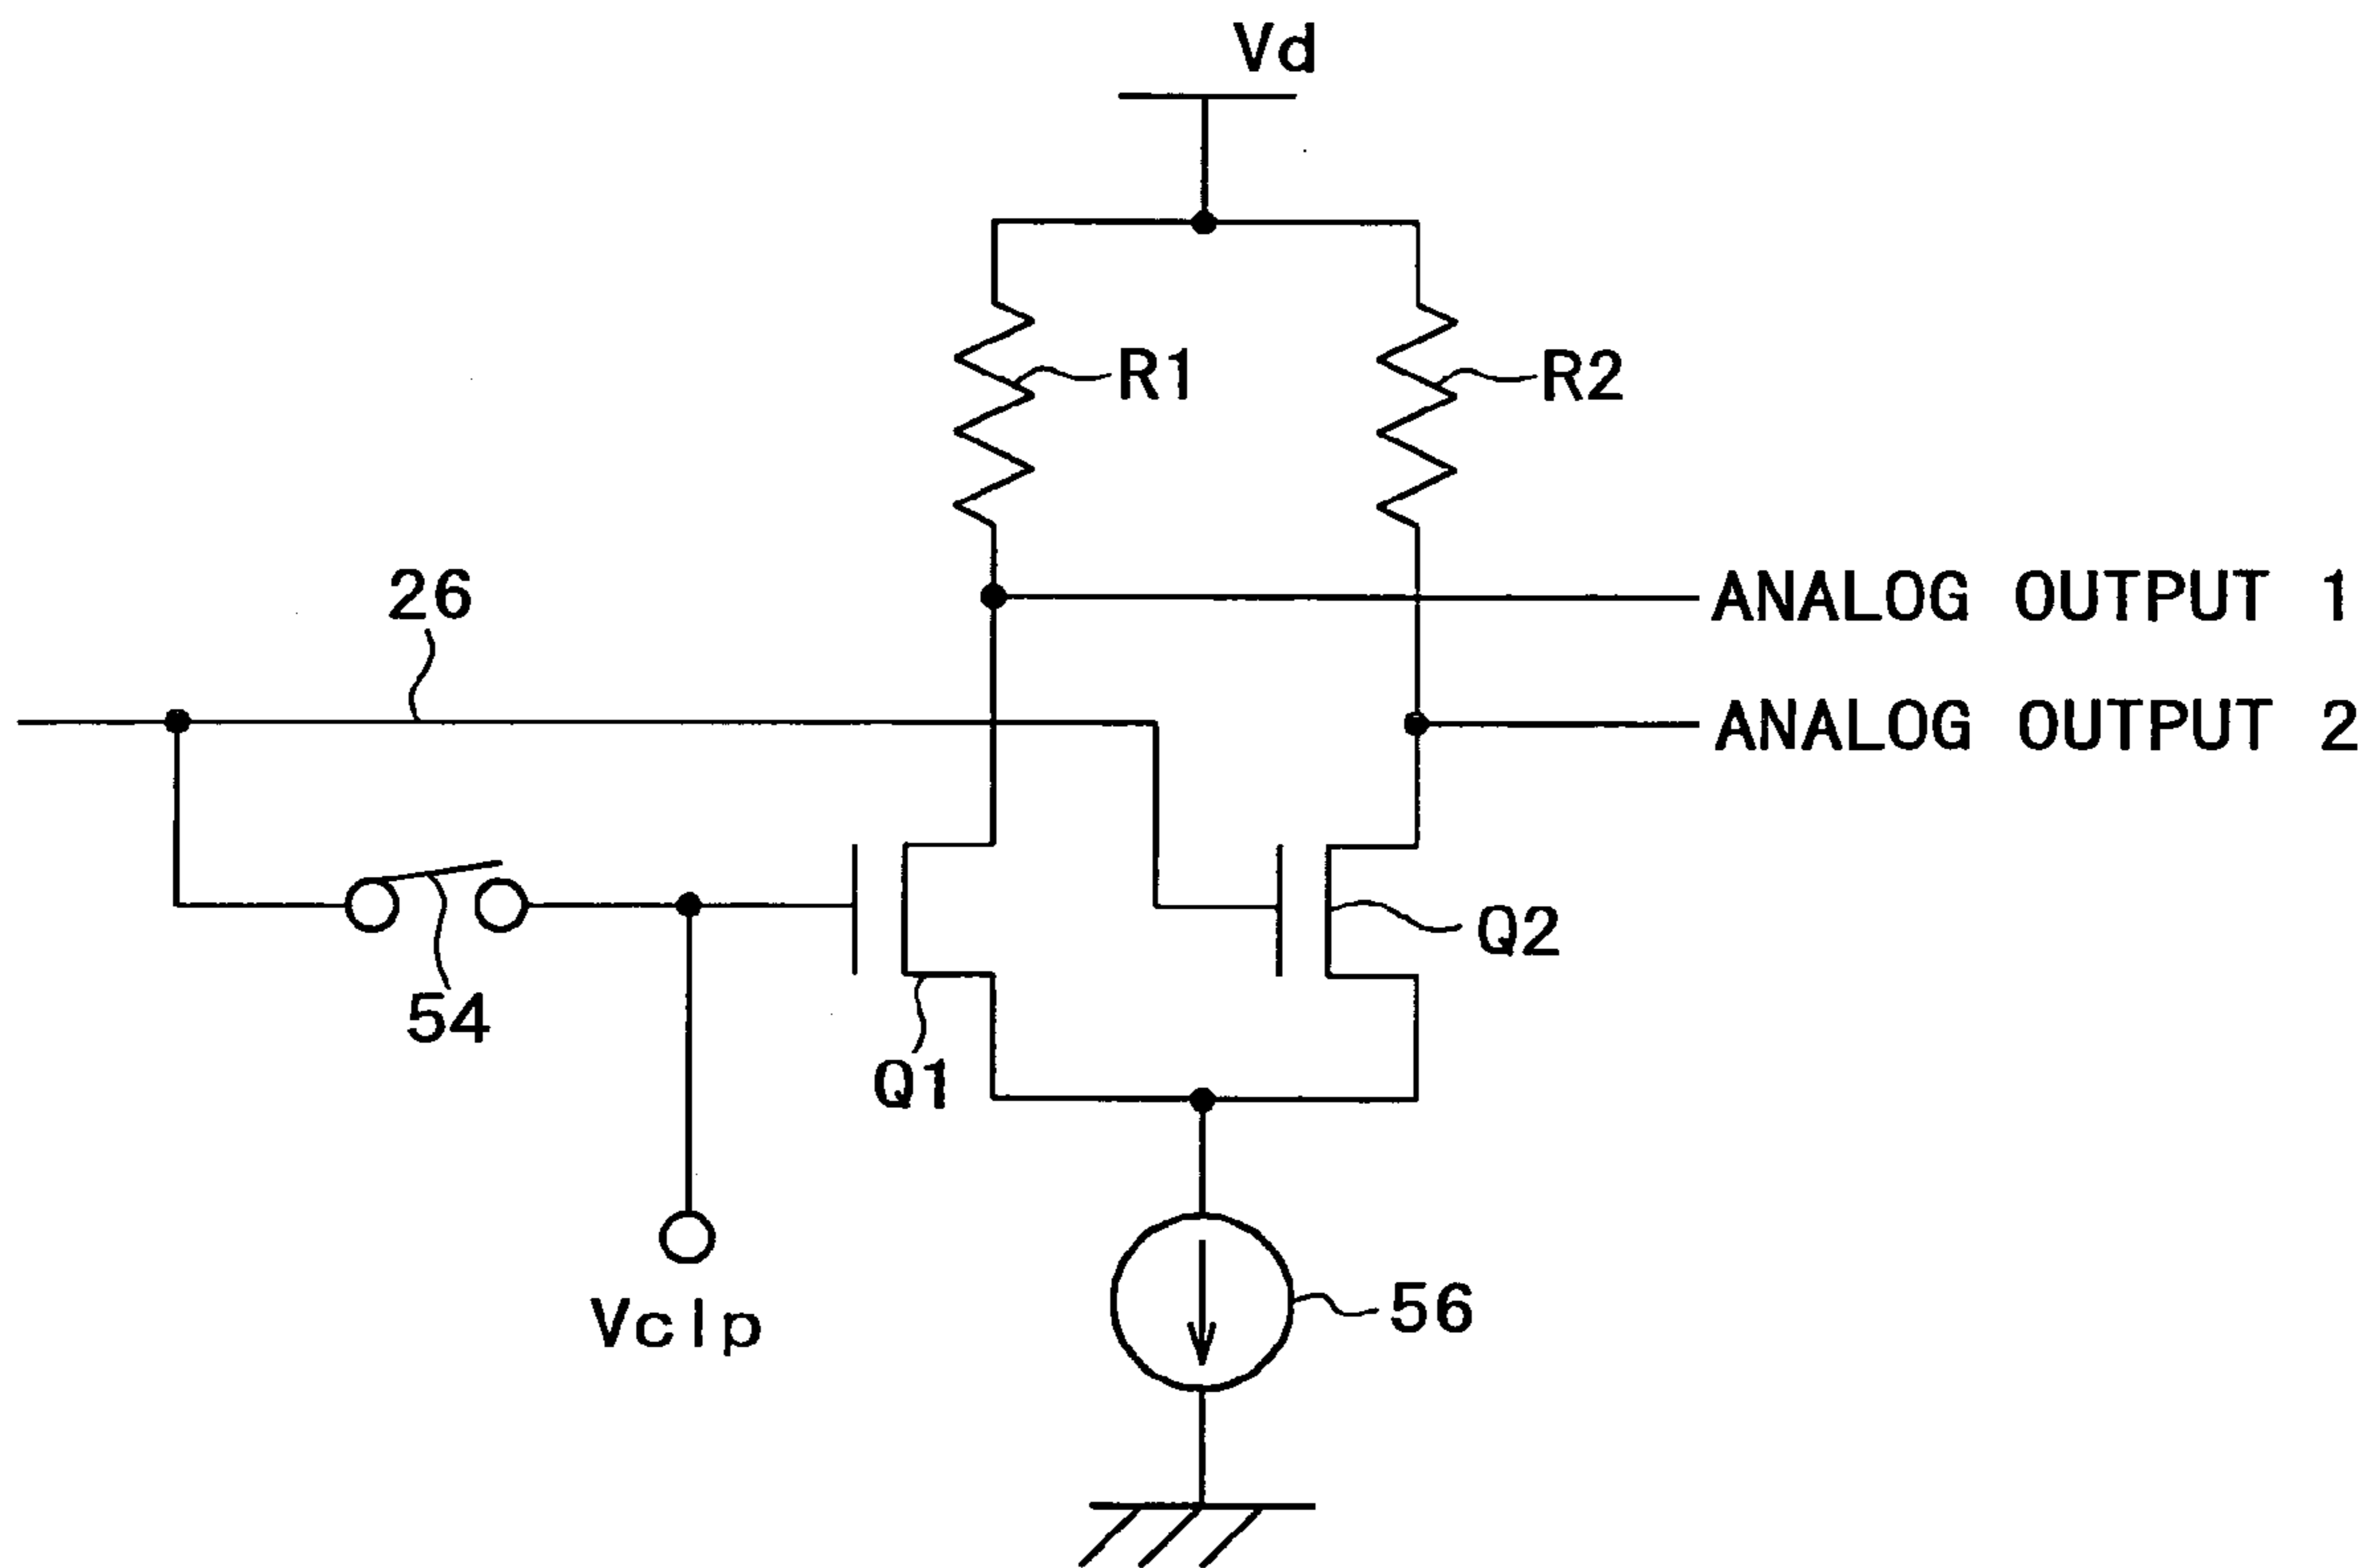 Vd
R1
R2
26
ANALOG OUTPUT 1
ANALOG OUTPUT 2
Q2
54
Q1
Vclp
56